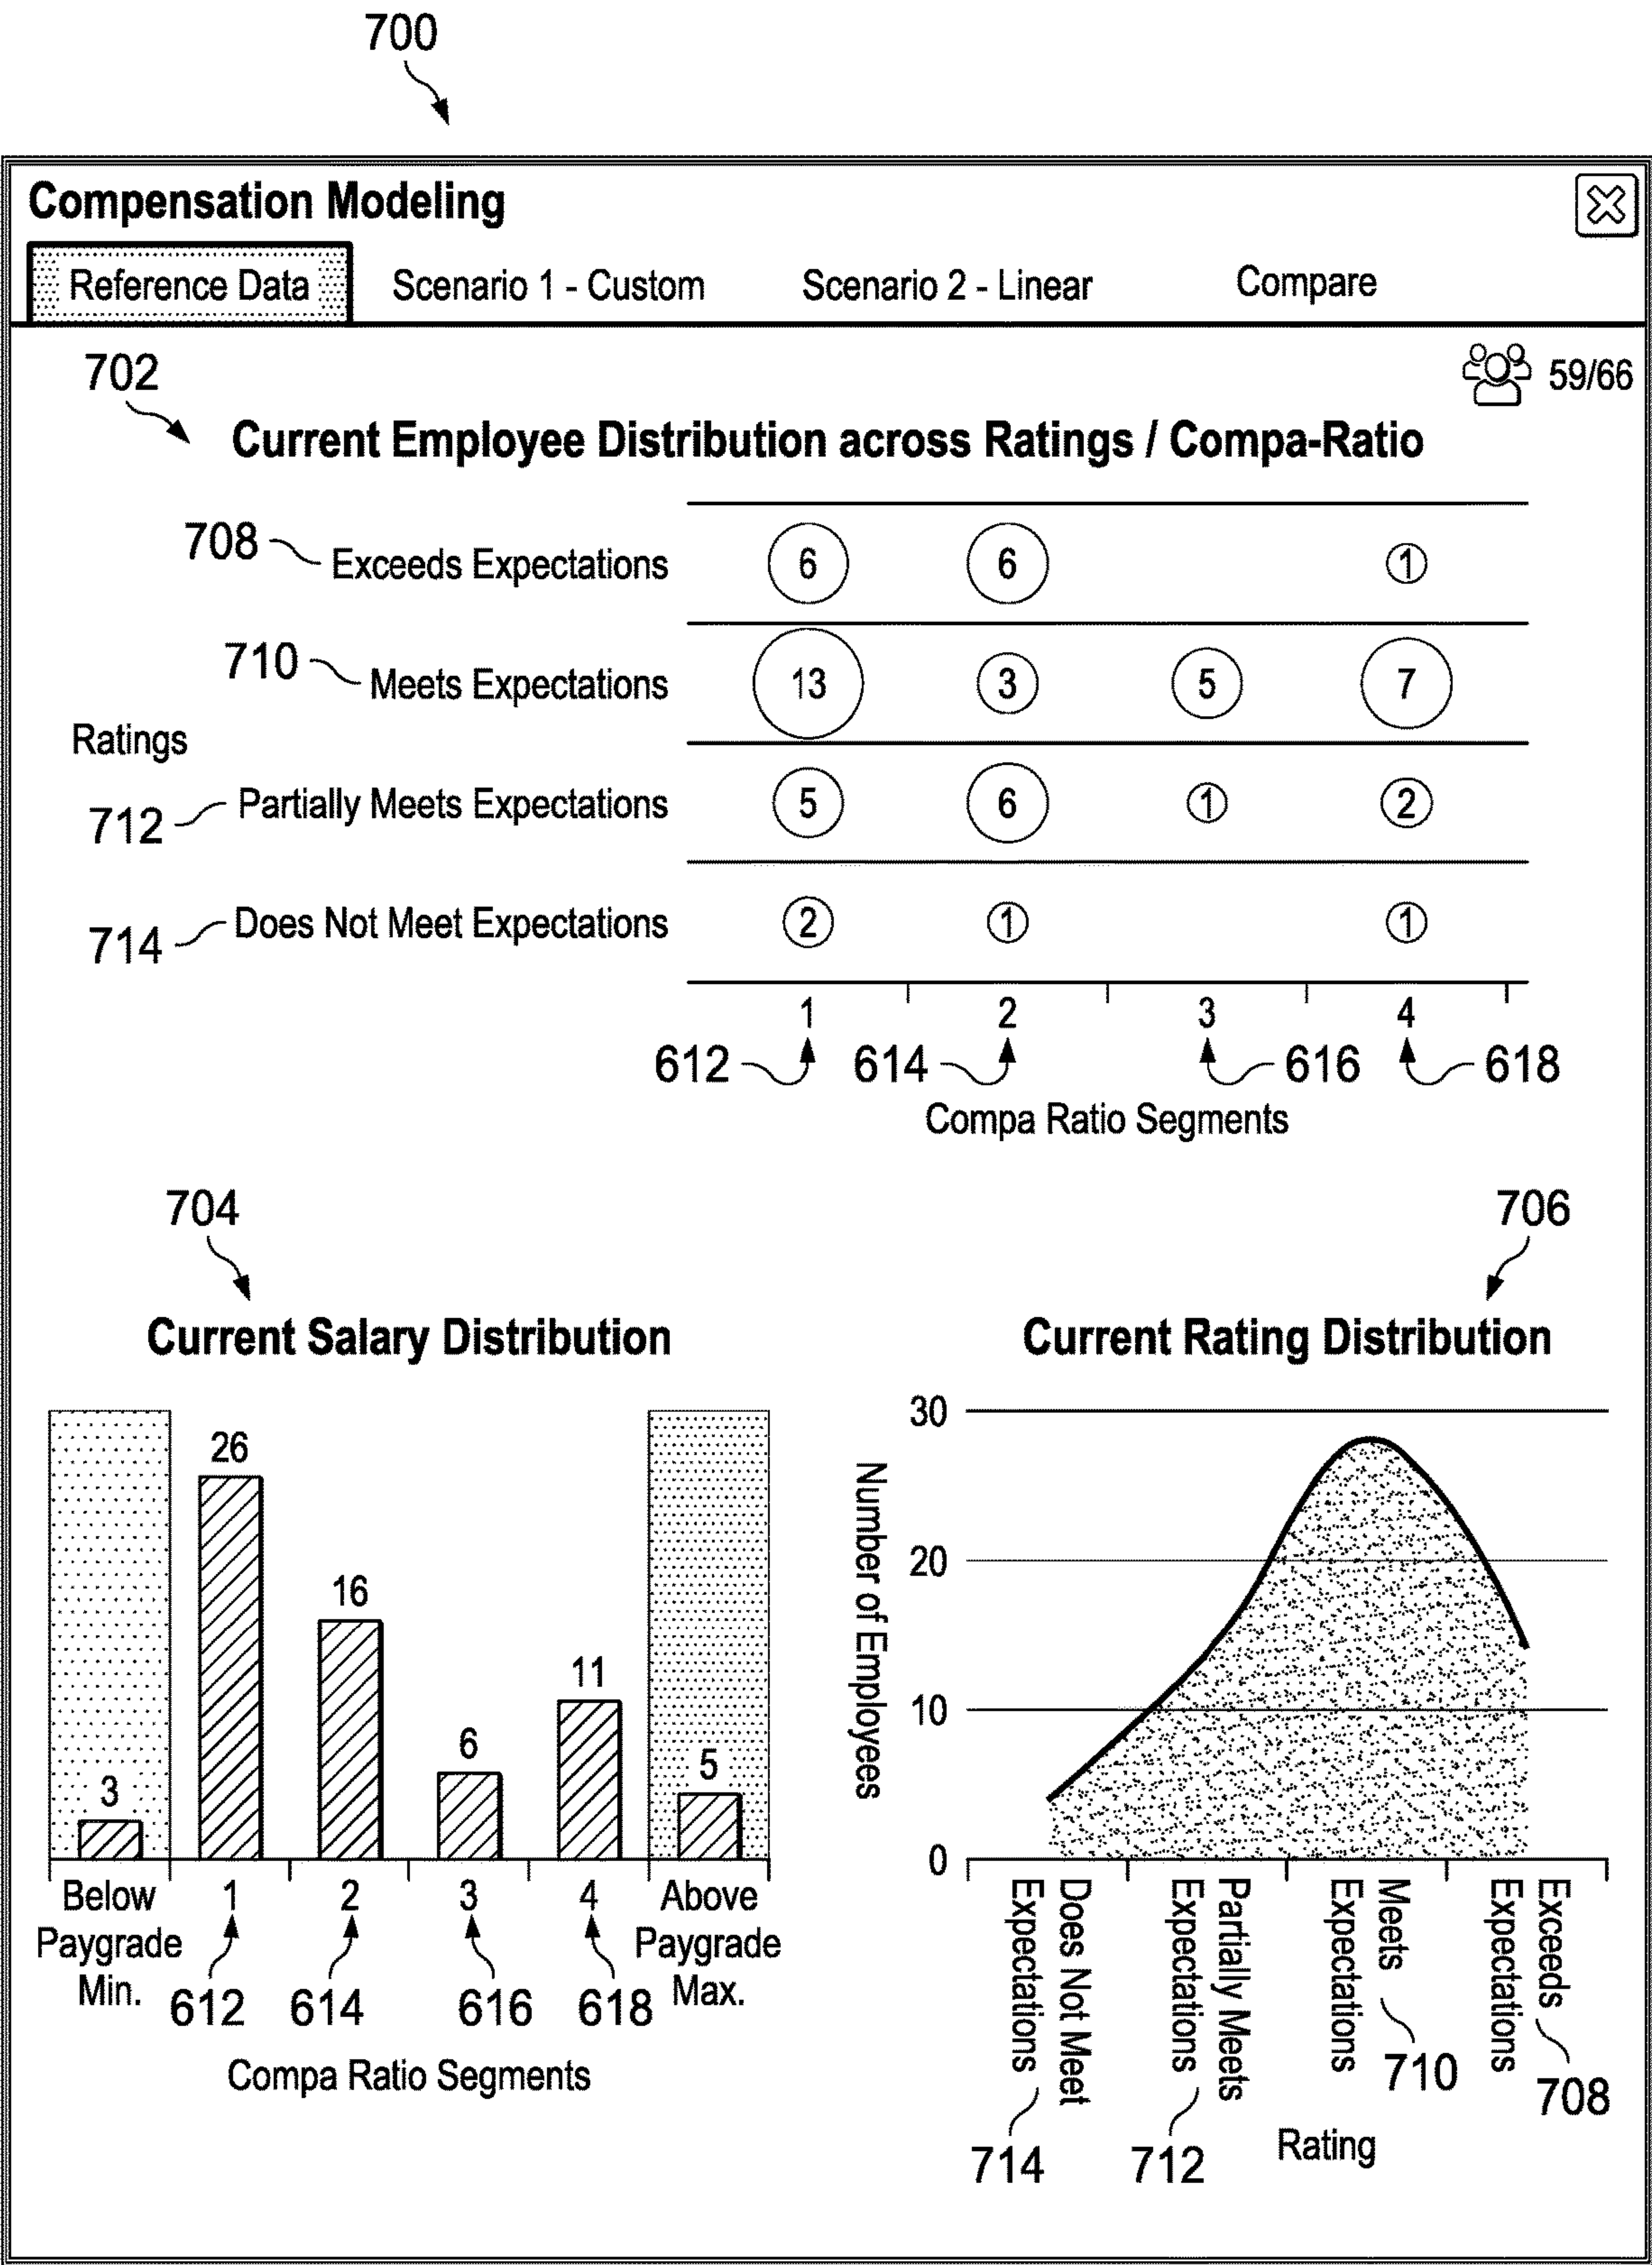 700
Compensation Modeling
Reference Data Scenario 1 - Custom Scenario 2 - Linear Compare
59/66
702
Current Employee Distribution across Ratings / Compa-Ratio
708 Exceeds Expectations 6 6 1
710 Meets Expectations 13 3 5 7
Ratings
712 Partially Meets Expectations 5 6 1 2
714 Does Not Meet Expectations 2 1 1
1 2 3 4
612 614 616 618
Compa Ratio Segments
704
Current Salary Distribution
26
16
11
6
5
3
Below Paygrade Min.
1 2 3 4
Above Paygrade Max.
612 614 616 618
Compa Ratio Segments
706
Current Rating Distribution
30
20
10
0
Number of Employees
Does Not Meet
Expectations
Partially Meets
Expectations
Meets
Expectations
Exceeds
Expectations
714 712 710 708
Rating